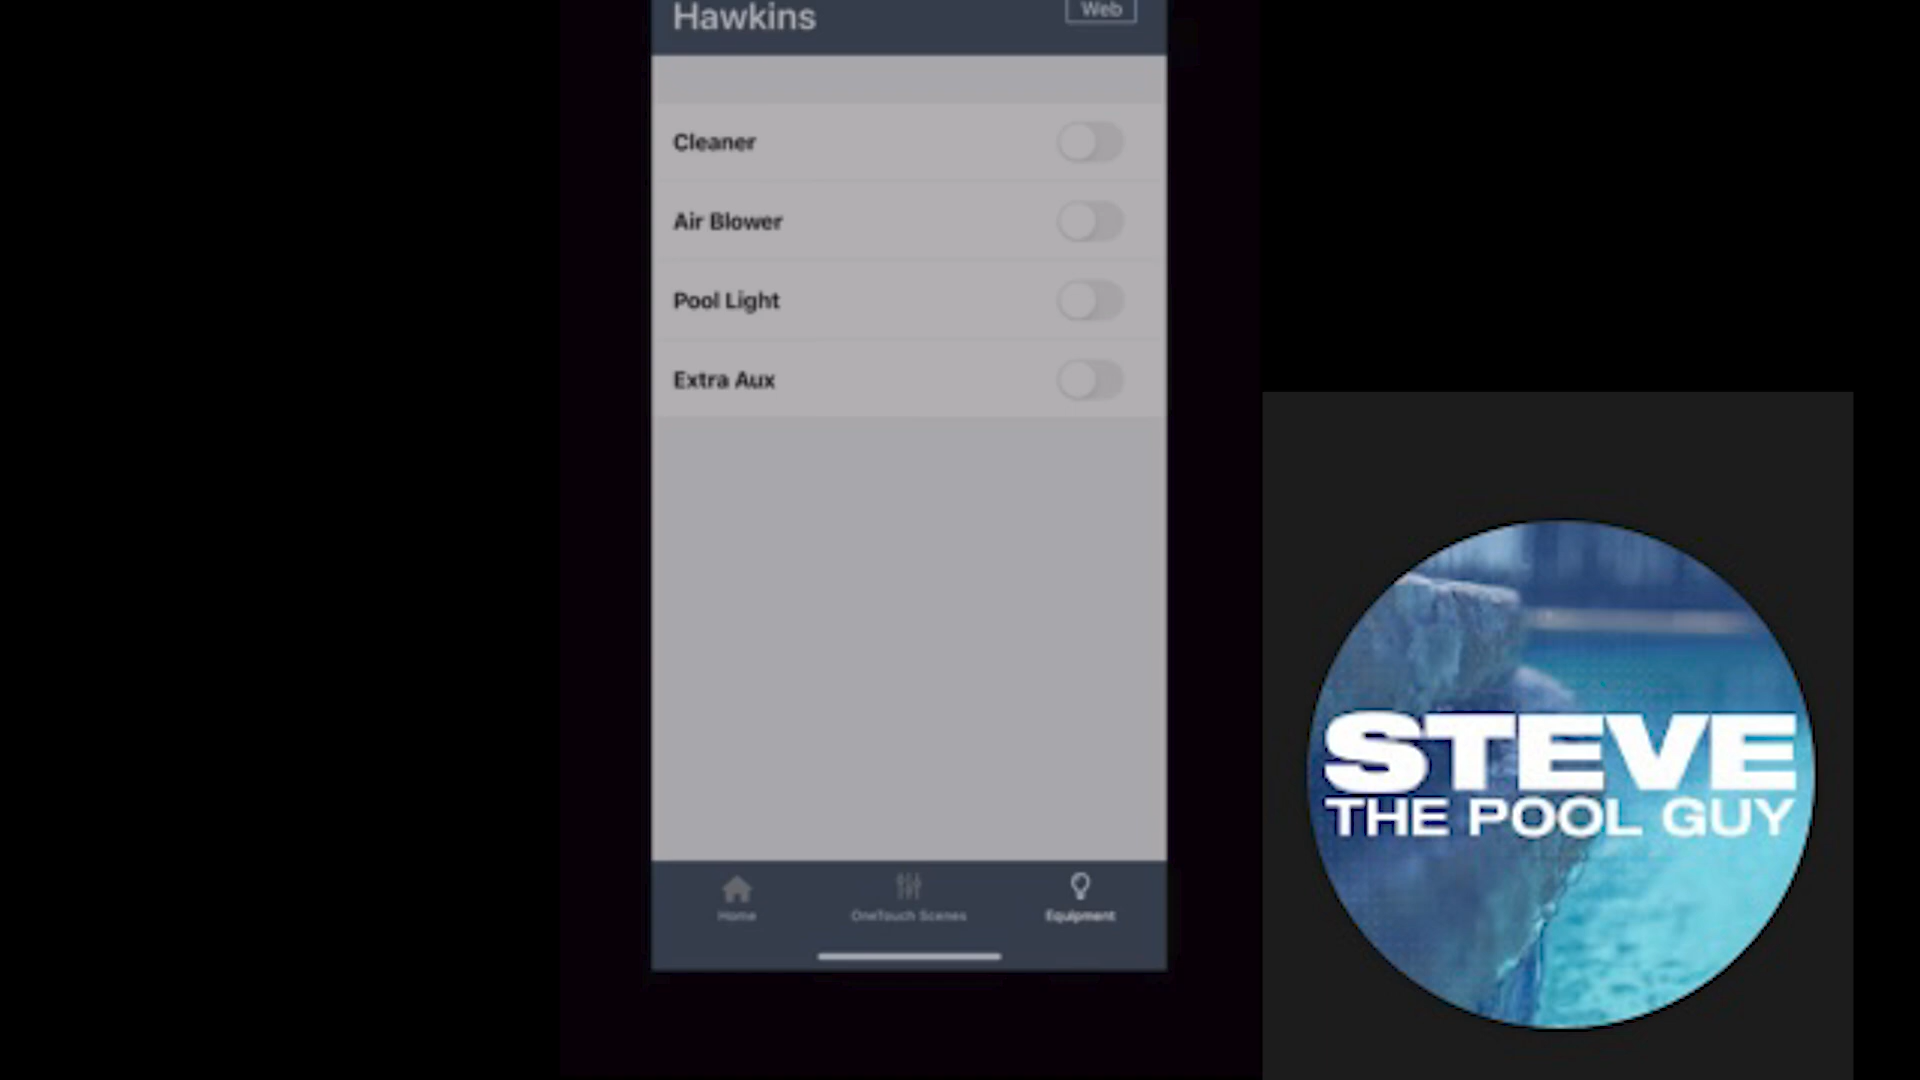 Hawkins
Web
Cleaner
Air Blower
Pool Light
Extra Aux
Home
OneTouch Scenes
Equipment
STEVE
THE POOL GUY